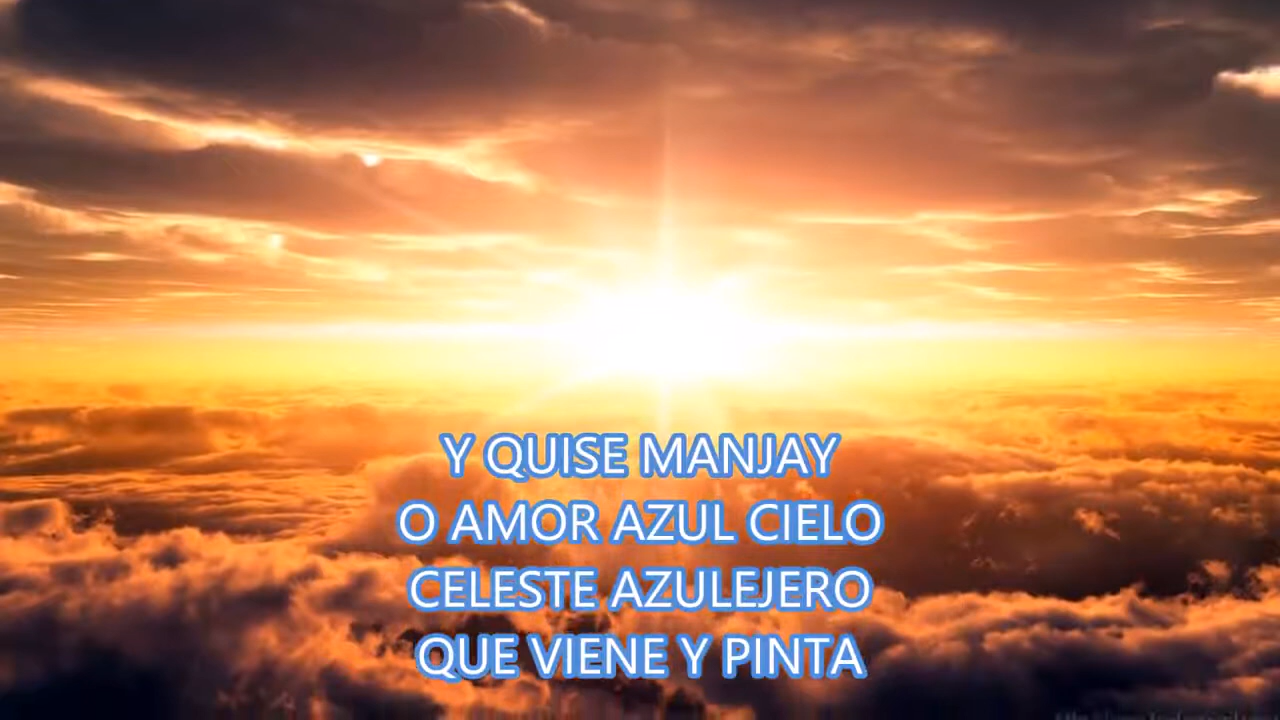 Y QUISE MANJAY
O AMOR AZUL CIELO
CELESTE AZULEJERO
QUE VIENE Y PINTA